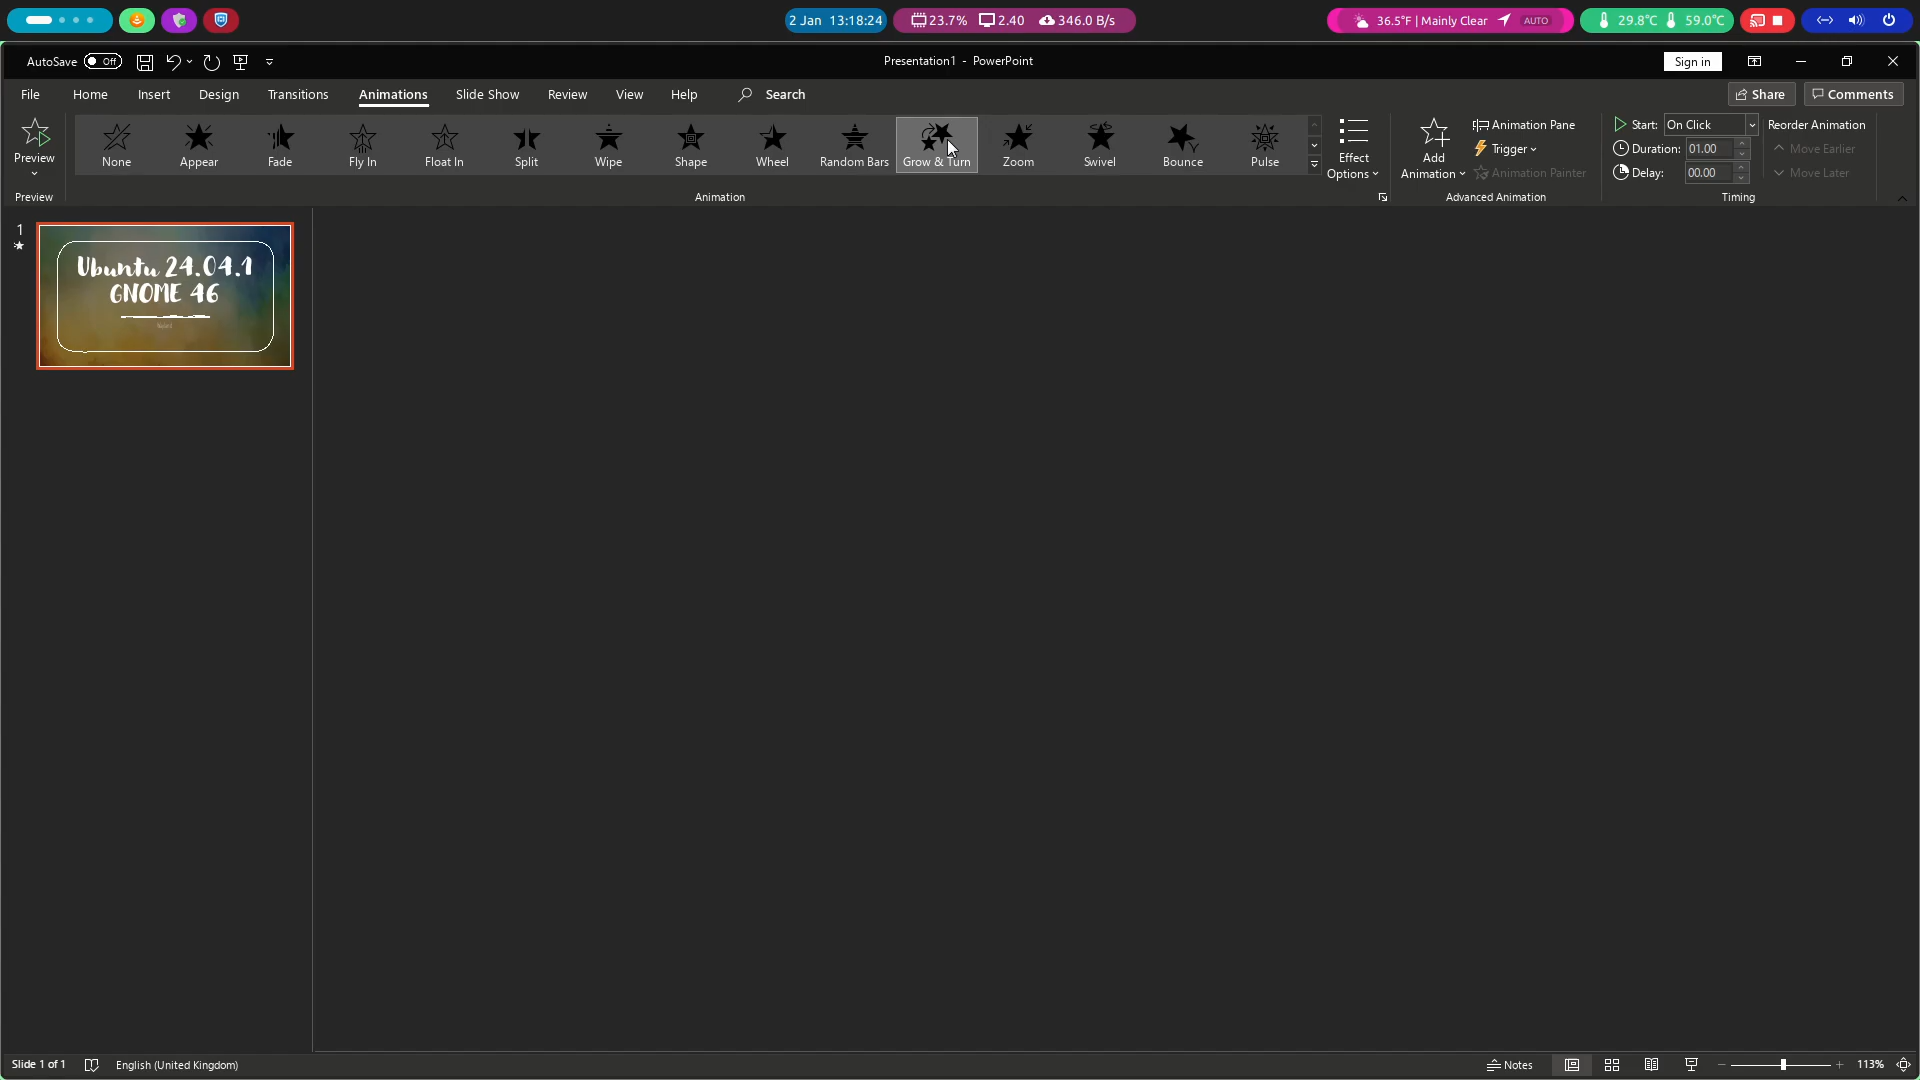 2 Jan 13:18:24 23.7% 2.40 346.0 B/s 36.5°F | Mainly Clear AUTO 29.8°C 59.0°C
AutoSave Off Presentation1 - PowerPoint Sign in
File Home Insert Design Transitions Animations Slide Show Review View Help Search Share Comments
Preview
None Appear Fade Fly In Float In Split Wipe Shape Wheel Random Bars Grow & Turn Zoom Swivel Bounce Pulse
Effect Options
Add Animation
Animation Pane
Trigger
Animation Painter
Start: On Click
Duration: 01.00
Delay: 00.00
Reorder Animation
Move Earlier
Move Later
Preview Animation Advanced Animation Timing
1
Ubuntu 24.04.1
GNOME 46
Slide 1 of 1 English (United Kingdom) Notes 113%